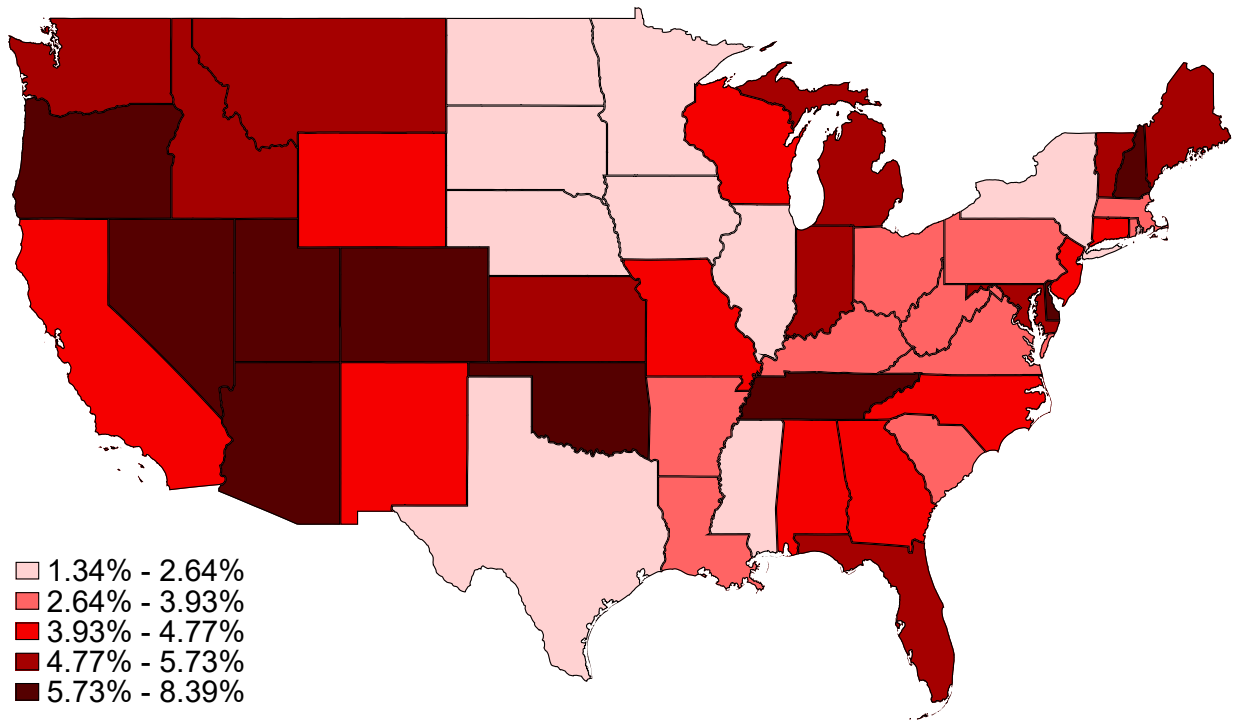 1.34% - 2.64%
2.64% - 3.93%
3.93% - 4.77%
4.77% - 5.73%
5.73% - 8.39%